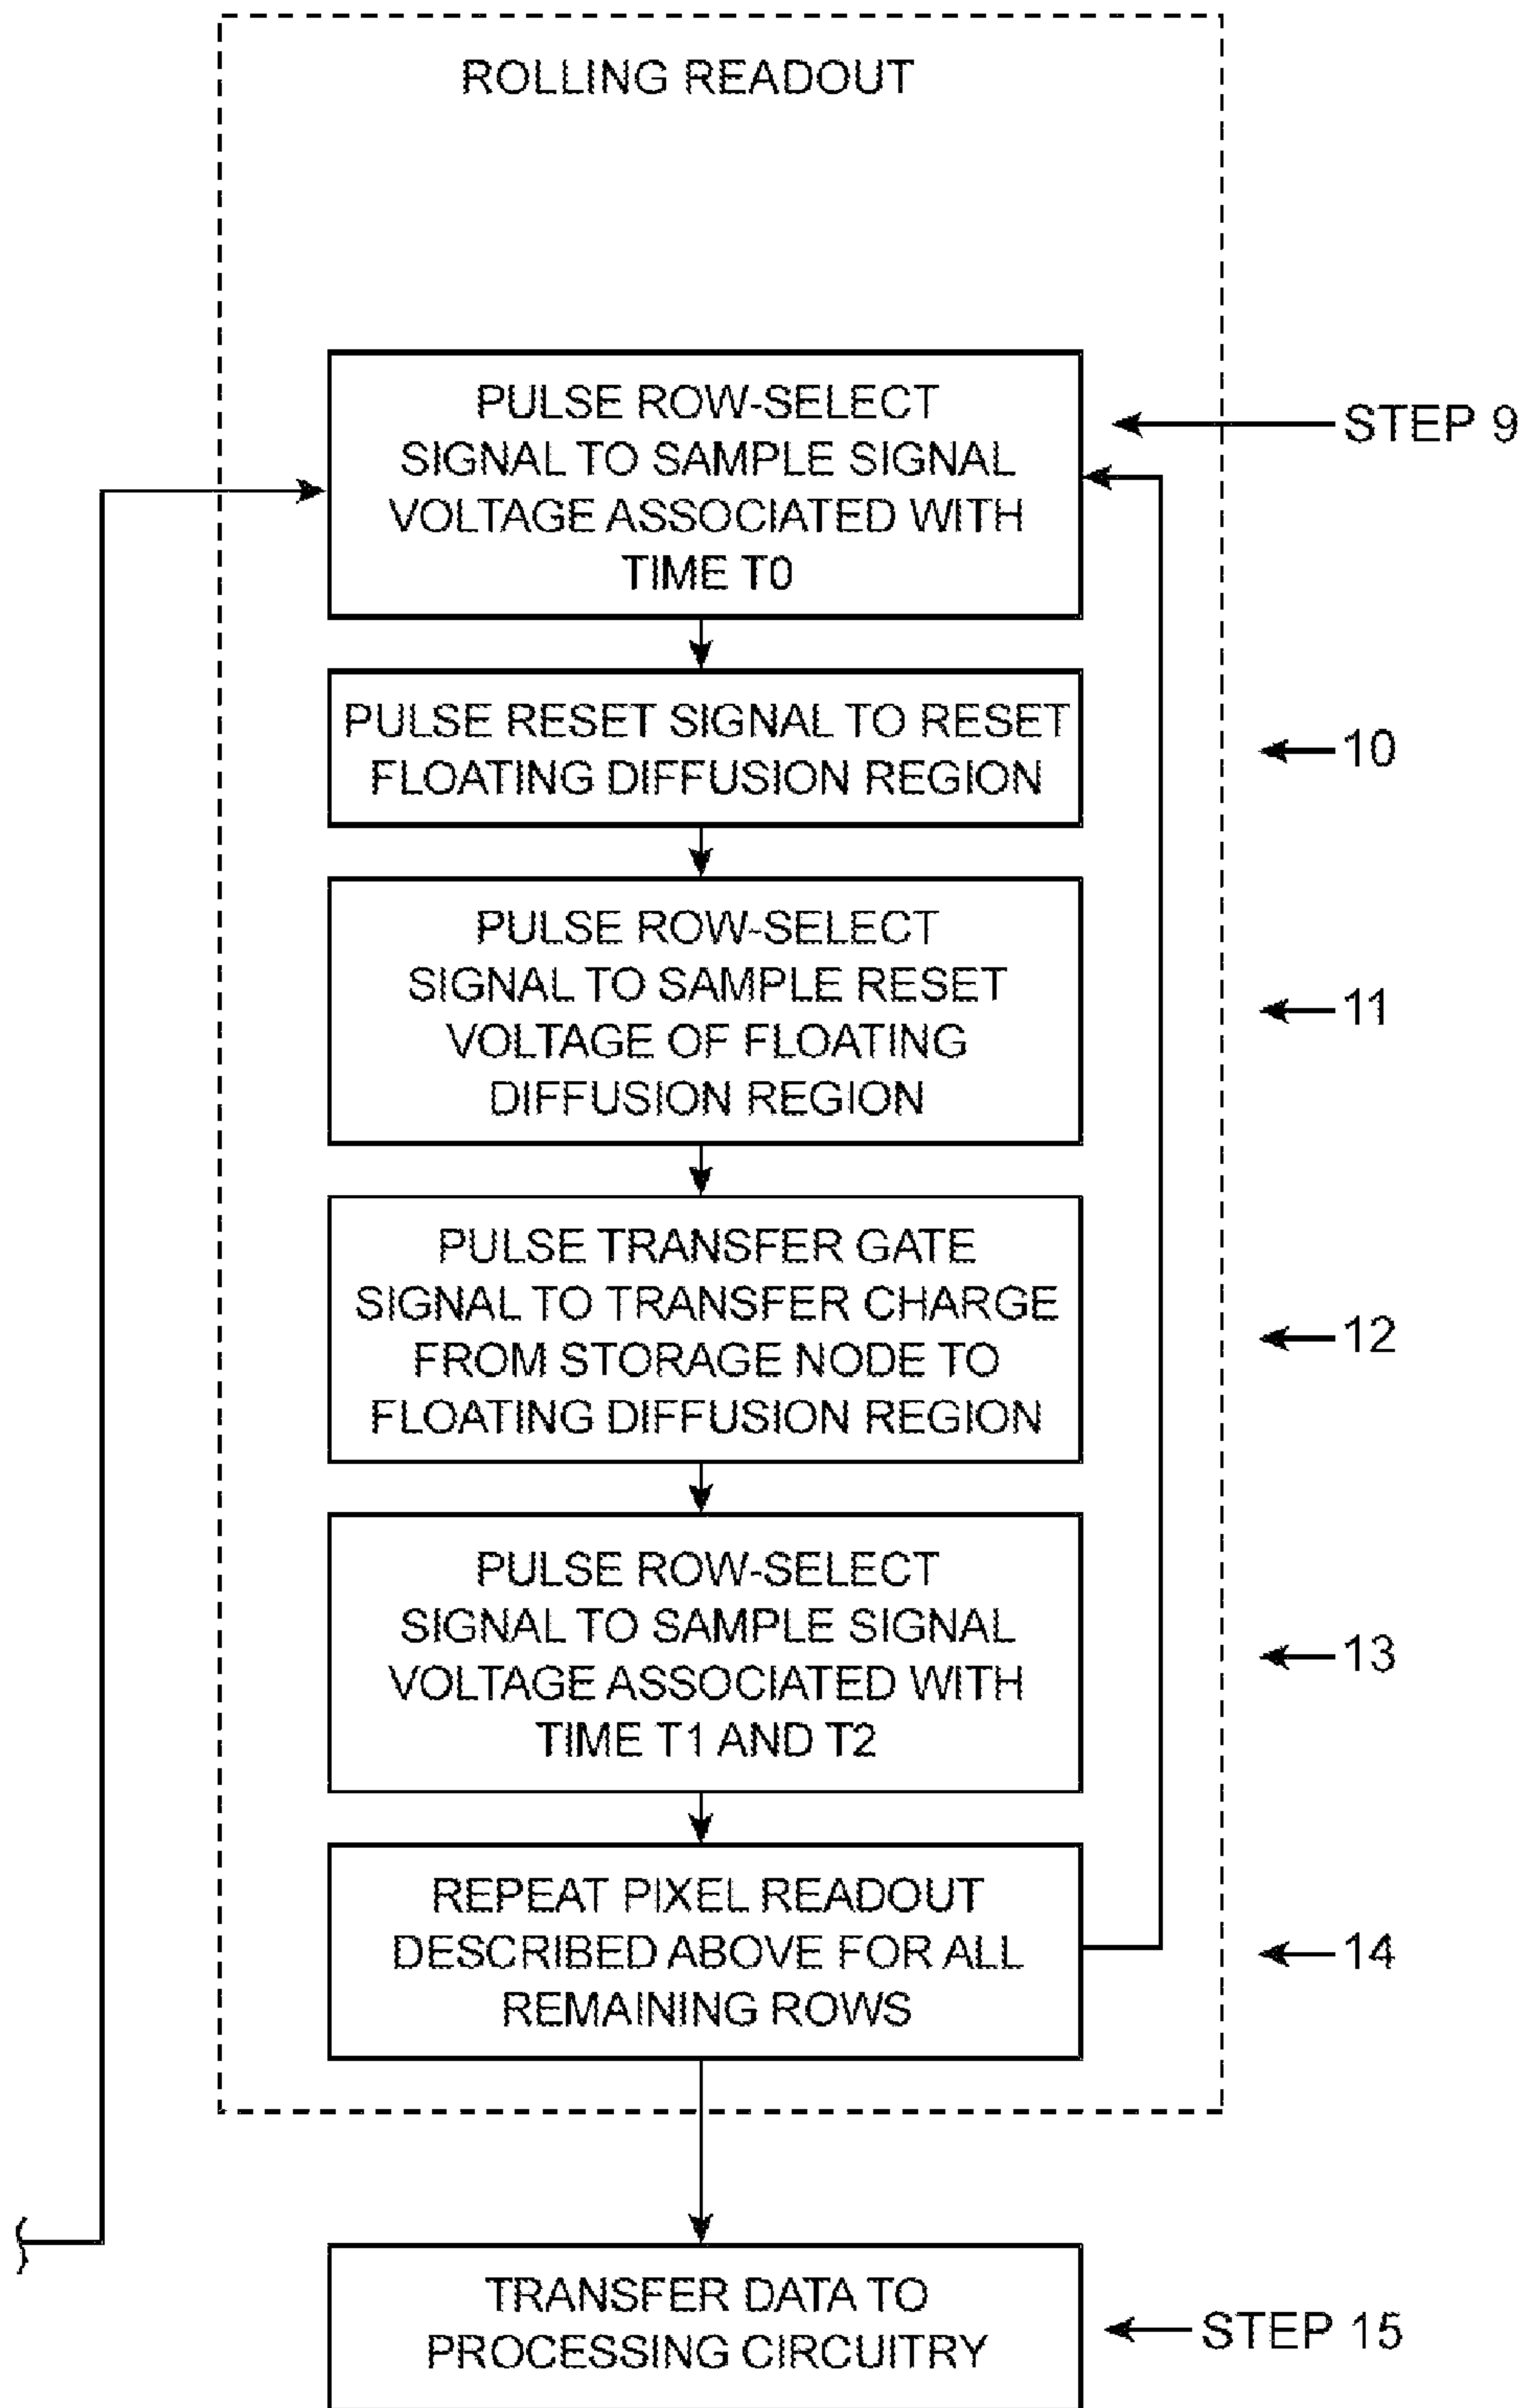 ROLLING READOUT
PULSE ROW-SELECT
SIGNAL TO SAMPLE SIGNAL
VOLTAGE ASSOCIATED WITH
TIME T0
STEP 9
PULSE RESET SIGNAL TO RESET
FLOATING DIFFUSION REGION
10
PULSE ROW-SELECT
SIGNAL TO SAMPLE RESET
VOLTAGE OF FLOATING
DIFFUSION REGION
11
PULSE TRANSFER GATE
SIGNAL TO TRANSFER CHARGE
FROM STORAGE NODE TO
FLOATING DIFFUSION REGION
12
PULSE ROW-SELECT
SIGNAL TO SAMPLE SIGNAL
VOLTAGE ASSOCIATED WITH
TIME T1 AND T2
13
REPEAT PIXEL READOUT
DESCRIBED ABOVE FOR ALL
REMAINING ROWS
14
TRANSFER DATA TO
PROCESSING CIRCUITRY
STEP 15